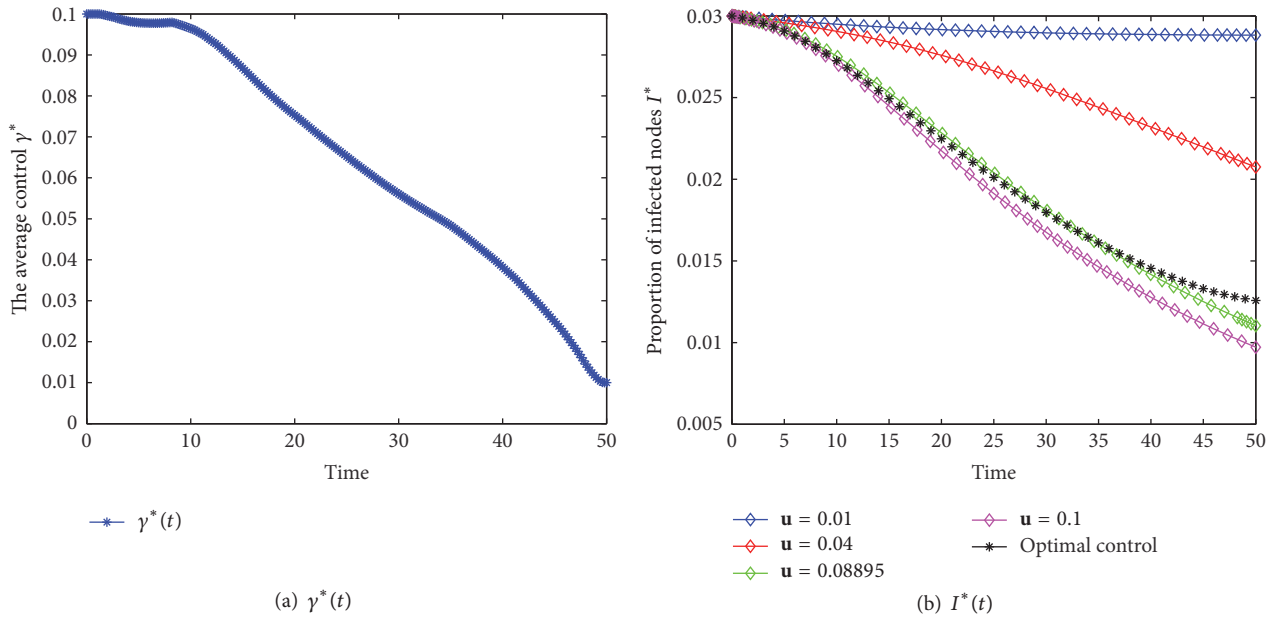 The average control γ*
0.1
0.090
0.08
0.07
0.06
0.05
0.04
0.03
0.02
0.01
0
0 10 20 30 40 50
Time
γ*(t)
(a) γ*(t)
Proportion of infected nodes I*
0.03
0.025
0.02
0.015
0.01
0.005
0 5 10 15 20 25 30 35 40 45 50
Time
u = 0.01
u = 0.04
u = 0.08895
u = 0.1
Optimal control
(b) I*(t)